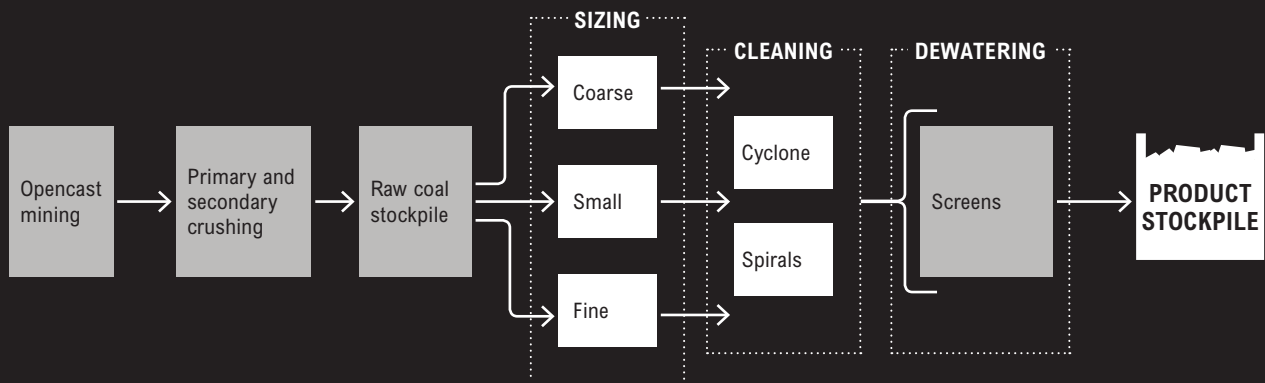 SIZING
CLEANING
DEWATERING
Opencast
mining
Primary and
secondary
crushing
Raw coal
stockpile
Coarse
Small
Fine
Cyclone
Spirals
Screens
PRODUCT
STOCKPILE